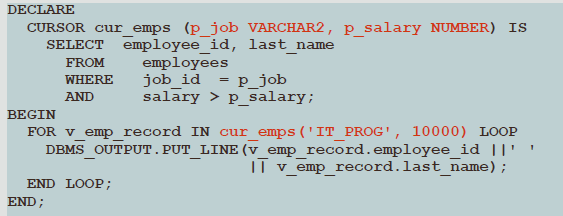 DECLARE
CURSOR cur_emps (p_job VARCHAR2, p_salary NUMBER) IS
SELECT employee_id, last_name
FROM employees
WHERE job_id = p_job
AND salary > p_salary;
BEGIN
FOR v_emp_record IN cur_emps('IT_PROG', 10000) LOOP
DBMS_OUTPUT.PUT_LINE(v_emp_record.employee_id ||' '
|| v_emp_record.last_name);
END LOOP;
END;